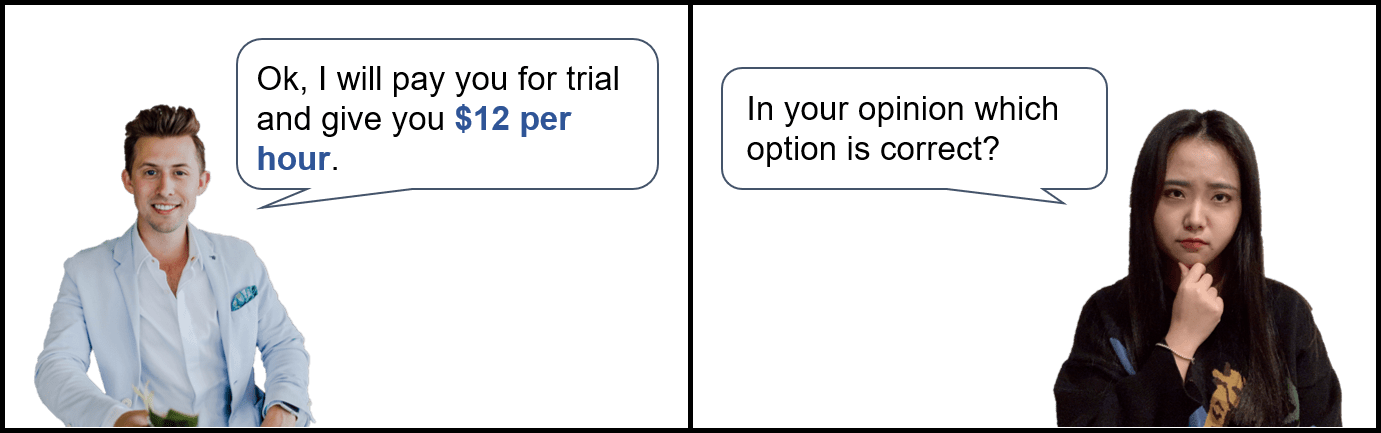 Ok, I will pay you for trial
and give you $12 per
hour.
In your opinion which
option is correct?